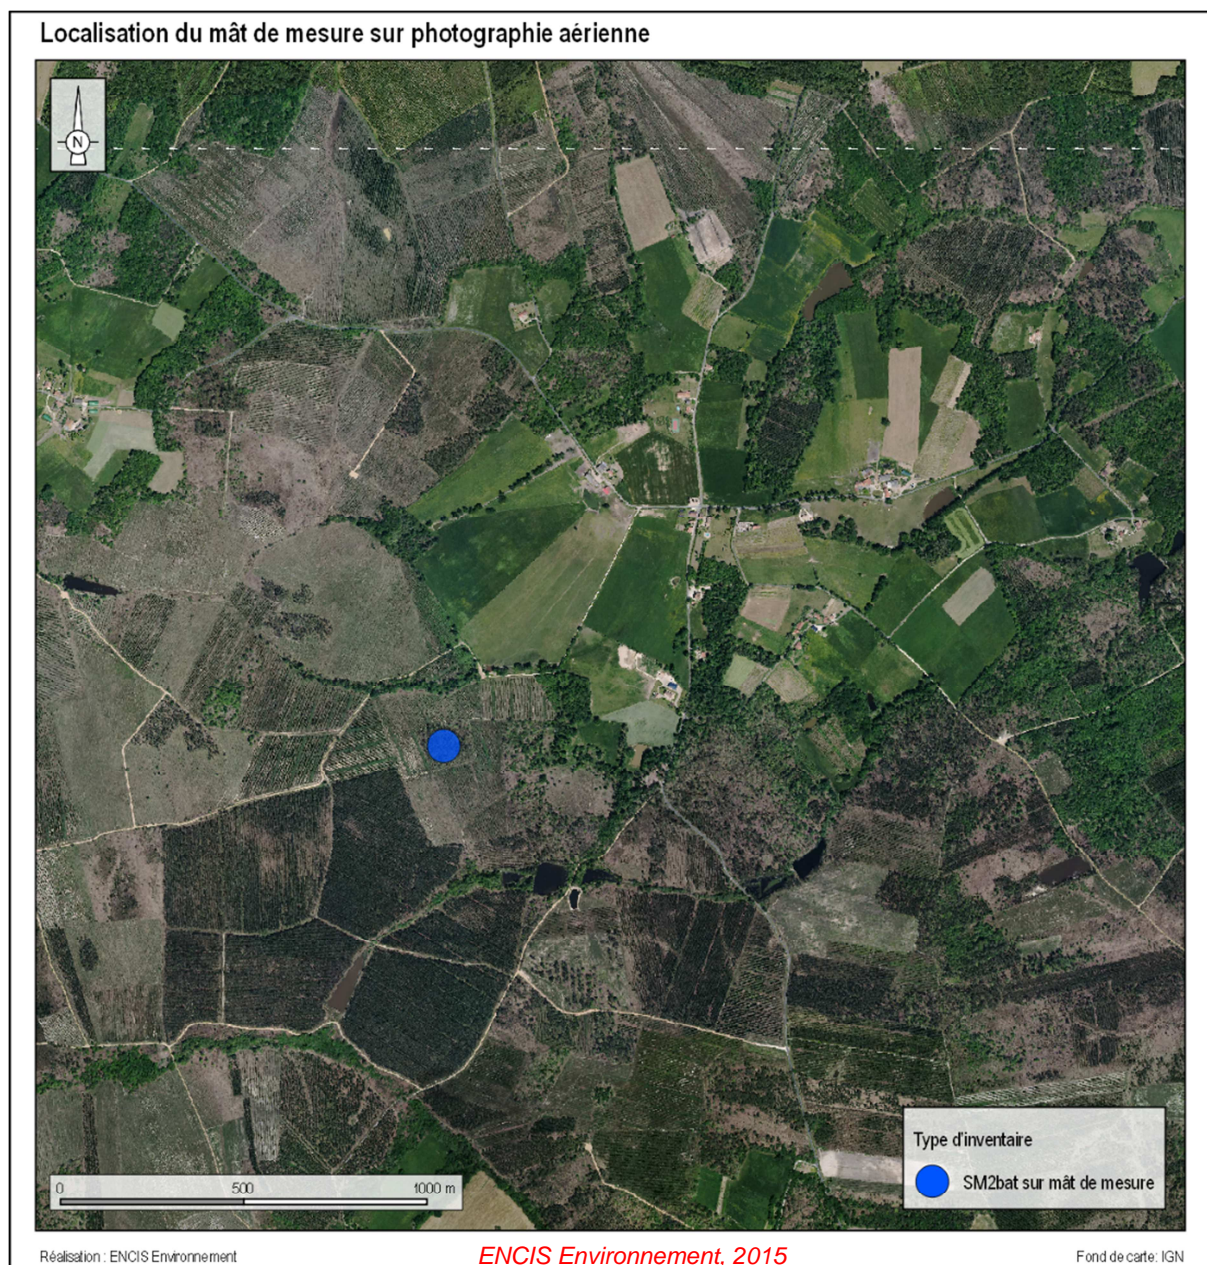 Localisation du mât de mesure sur photographie aérienne
N
Type d'inventaire
SM2bat sur mât de mesure
0 500 1000 m
Réalisation : ENCIS Environnement
ENCIS Environnement, 2015
Fond de carte: IGN